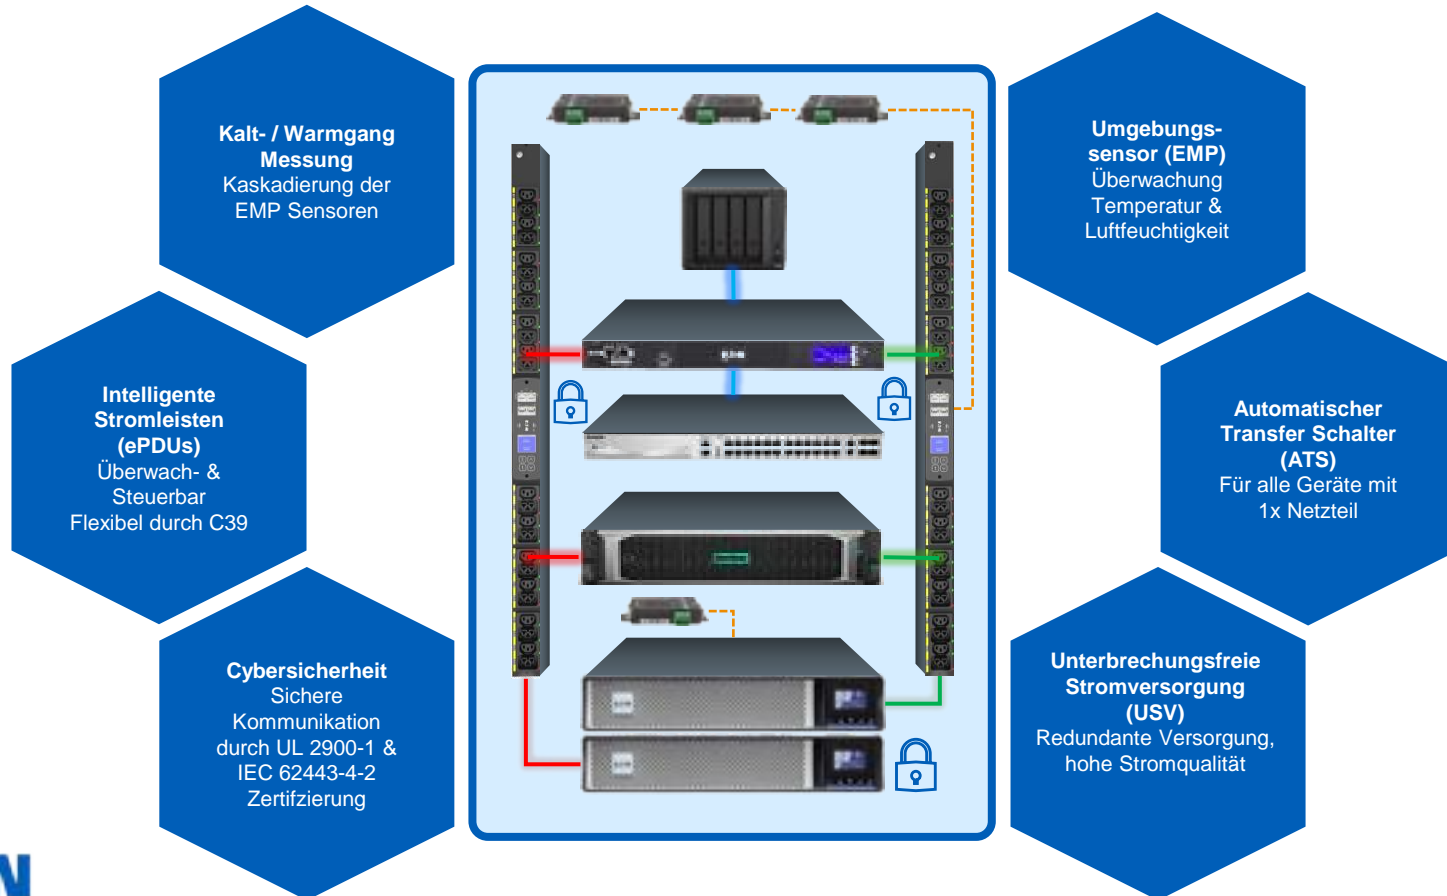 Kalt- / Warmgang
Messung
Kaskadierung der
EMP Sensoren
Umgebungs-
sensor (EMP)
Überwachung
Temperatur &
Luftfeuchtigkeit
Intelligente
Stromleisten
(ePDUs)
Überwach- &
Steuerbar
Flexibel durch C39
Automatischer
Transfer Schalter
(ATS)
Für alle Geräte mit
1x Netzteil
Cybersicherheit
Sichere
Kommunikation
durch UL 2900-1 &
IEC 62443-4-2
Zertifzierung
Unterbrechungsfreie
Stromversorgung
(USV)
Redundante Versorgung,
hohe Stromqualität